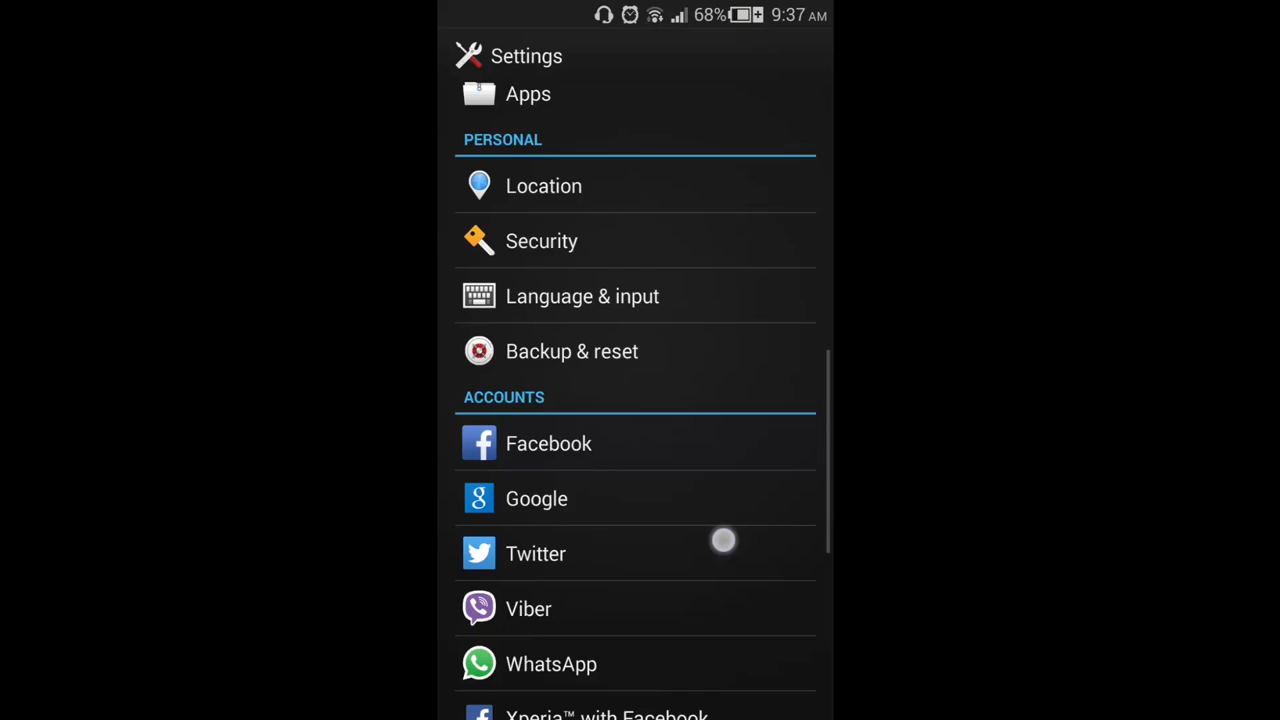 68% 9:37 AM
Settings
Apps
PERSONAL
Location
Security
Language & input
Backup & reset
ACCOUNTS
Facebook
Google
Twitter
Viber
WhatsApp
Xperia™ with Facebook